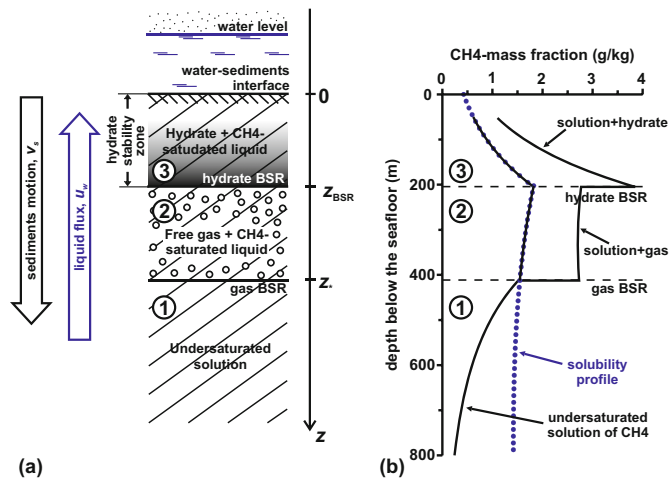 (a)
water level
water-sediments
interface
0
hydrate
stability
zone
Hydrate + CH4-
satudated liquid
3
hydrate BSR
zBSR
2
Free gas + CH4-
saturated liquid
gas BSR
z*
1
Undersaturated
solution
z
sediments motion, vs
liquid flux, uw
(b)
CH4-mass fraction (g/kg)
0 1 2 3 4
depth below the seafloor (m)
0
200
400
600
800
solution+hydrate
3
hydrate BSR
2
solution+gas
gas BSR
1
solubility
profile
undersaturated
solution of CH4